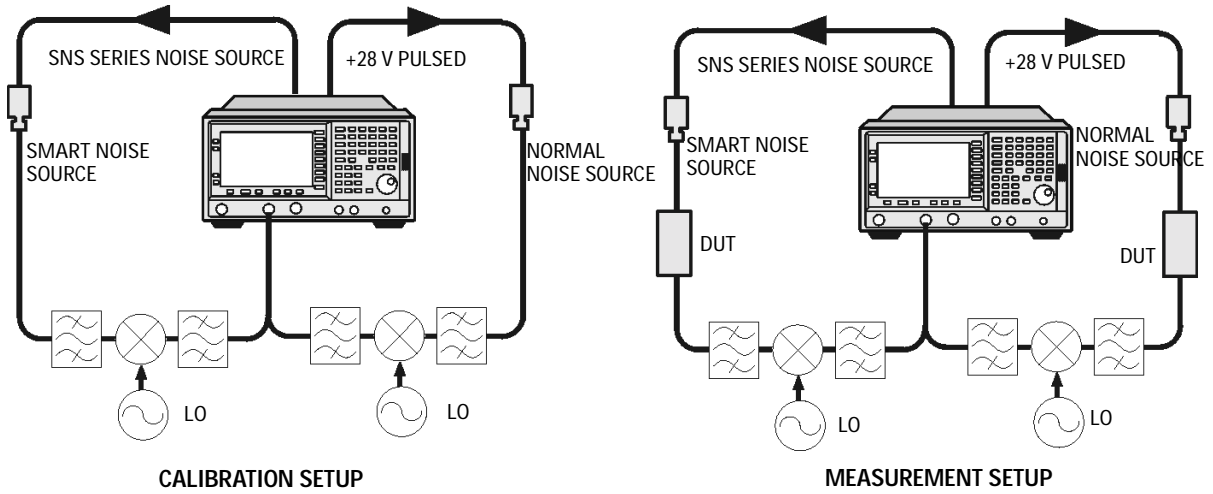 SNS SERIES NOISE SOURCE
+28 V PULSED
SMART NOISE
SOURCE
NORMAL
NOISE SOURCE
LO
LO
CALIBRATION SETUP
SNS SERIES NOISE SOURCE
+28 V PULSED
SMART NOISE
SOURCE
NORMAL
NOISE SOURCE
DUT
DUT
LO
LO
MEASUREMENT SETUP